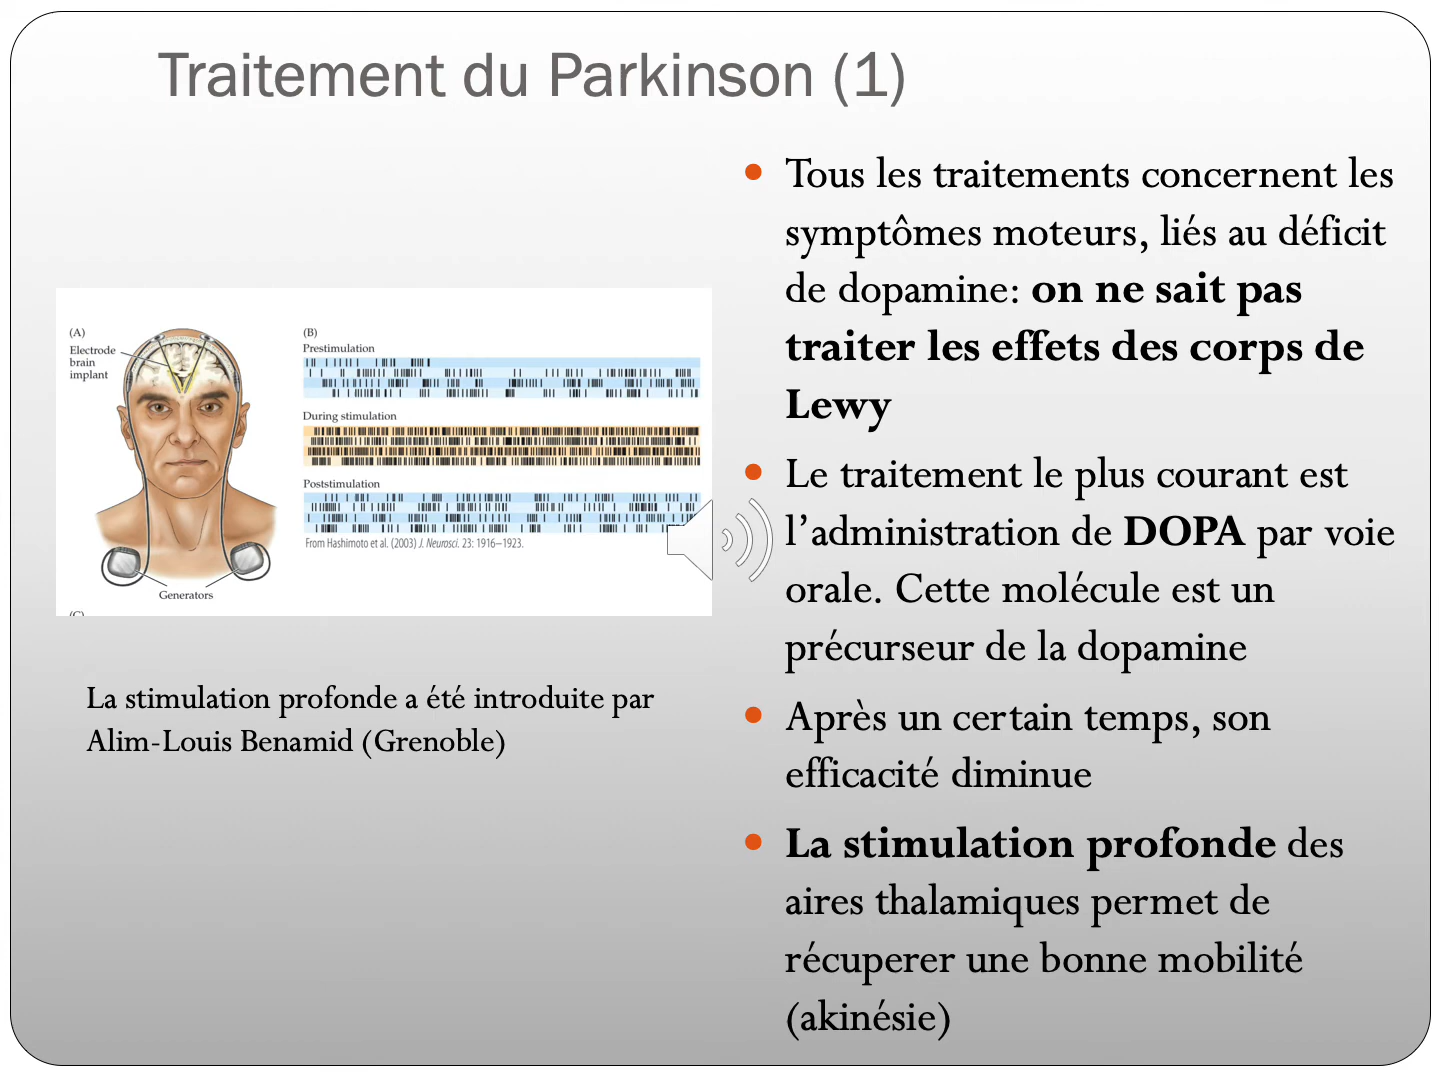 Traitement du Parkinson (1)
(A)
Electrode
brain
implant
Generators
(B)
Prestimulation
During stimulation
Poststimulation
From Hashimoto et al. (2003) J. Neurosci. 23: 1916–1923.
(C)
La stimulation profonde a été introduite par
Alim-Louis Benamid (Grenoble)
• Tous les traitements concernent les
symptômes moteurs, liés au déficit
de dopamine: on ne sait pas
traiter les effets des corps de
Lewy
• Le traitement le plus courant est
l’administration de DOPA par voie
orale. Cette molécule est un
précurseur de la dopamine
• Après un certain temps, son
efficacité diminue
• La stimulation profonde des
aires thalamiques permet de
récuperer une bonne mobilité
(akinésie)